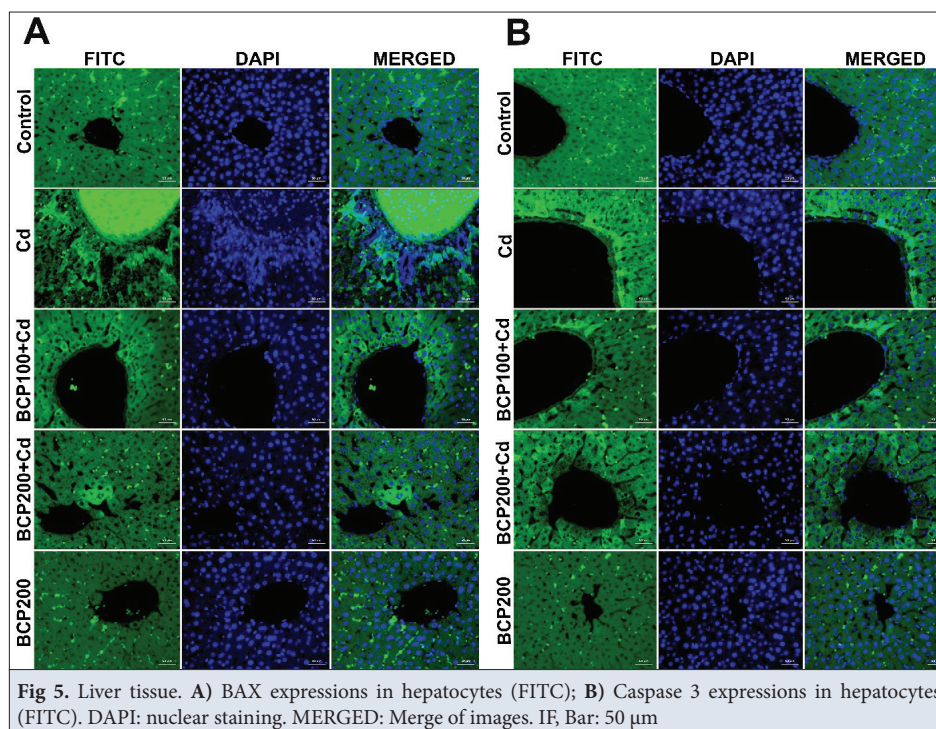 A
B
FITC DAPI MERGED
FITC DAPI MERGED
Control
Control
Cd
Cd
BCP100+Cd
BCP100+Cd
BCP200+Cd
BCP200+Cd
BCP200
BCP200
Fig 5. Liver tissue. A) BAX expressions in hepatocytes (FITC); B) Caspase 3 expressions in hepatocytes
(FITC). DAPI: nuclear staining. MERGED: Merge of images. IF, Bar: 50 µm